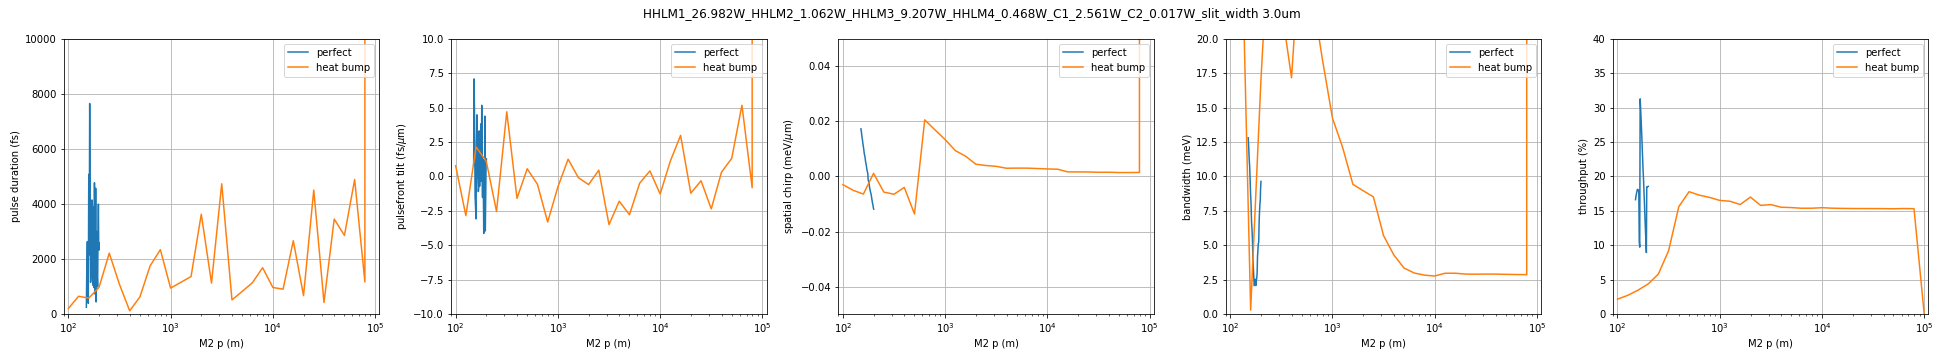 HHLM1_26.982W_HHLM2_1.062W_HHLM3_9.207W_HHLM4_0.468W_C1_2.561W_C2_0.017W_slit_width 3.0um
pulse duration (fs)
10000
8000
6000
4000
2000
0
perfect
heat bump
10²
10³
10⁴
10⁵
M2 p (m)
pulsefront tilt (fs/μm)
10.0
7.5
5.0
2.5
0.0
−2.5
−5.0
−7.5
−10.0
perfect
heat bump
10²
10³
10⁴
10⁵
M2 p (m)
spatial chirp (meV/μm)
0.04
0.02
0.00
−0.02
−0.04
perfect
heat bump
10²
10³
10⁴
10⁵
M2 p (m)
bandwidth (meV)
20.0
17.5
15.0
12.5
10.0
7.5
5.0
2.5
0.0
perfect
heat bump
10²
10³
10⁴
10⁵
M2 p (m)
throughput (%)
40
35
30
25
20
15
10
5
0
perfect
heat bump
10²
10³
10⁴
10⁵
M2 p (m)